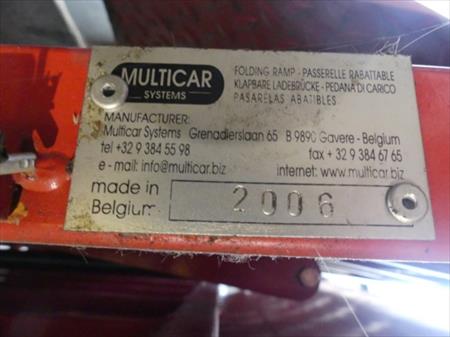 MULTICAR
SYSTEMS
FOLDING RAMP - PASSERELLE RABATTABLE
KLAPBARE LADEBRÜCKE - PEDANA DI CARICO
PASARELAS ABATIBLES
MANUFACTURER:
Multicar Systems Grenadierslaan 65 B 9890 Gavere - Belgium
tel +32 9 384 55 98 fax + 32 9 384 67 65
e - mail: info@multicar.biz internet: www.multicar.biz
made in
Belgium 2006